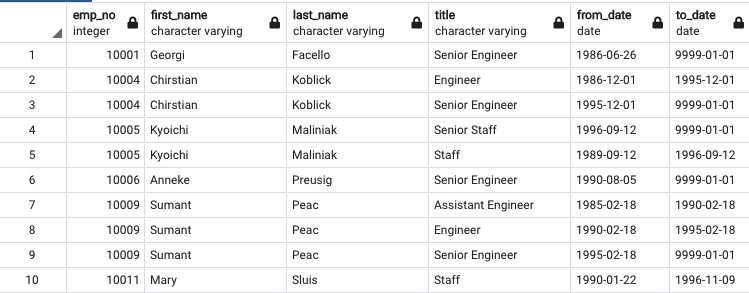 emp_no first_name last_name title from_date to_date
integer character varying character varying character varying date date
1 10001 Georgi Facello Senior Engineer 1986-06-26 9999-01-01
2 10004 Chirstian Koblick Engineer 1986-12-01 1995-12-01
3 10004 Chirstian Koblick Senior Engineer 1995-12-01 9999-01-01
4 10005 Kyoichi Maliniak Senior Staff 1996-09-12 9999-01-01
5 10005 Kyoichi Maliniak Staff 1989-09-12 1996-09-12
6 10006 Anneke Preusig Senior Engineer 1990-08-05 9999-01-01
7 10009 Sumant Peac Assistant Engineer 1985-02-18 1990-02-18
8 10009 Sumant Peac Engineer 1990-02-18 1995-02-18
9 10009 Sumant Peac Senior Engineer 1995-02-18 9999-01-01
10 10011 Mary Sluis Staff 1990-01-22 1996-11-09